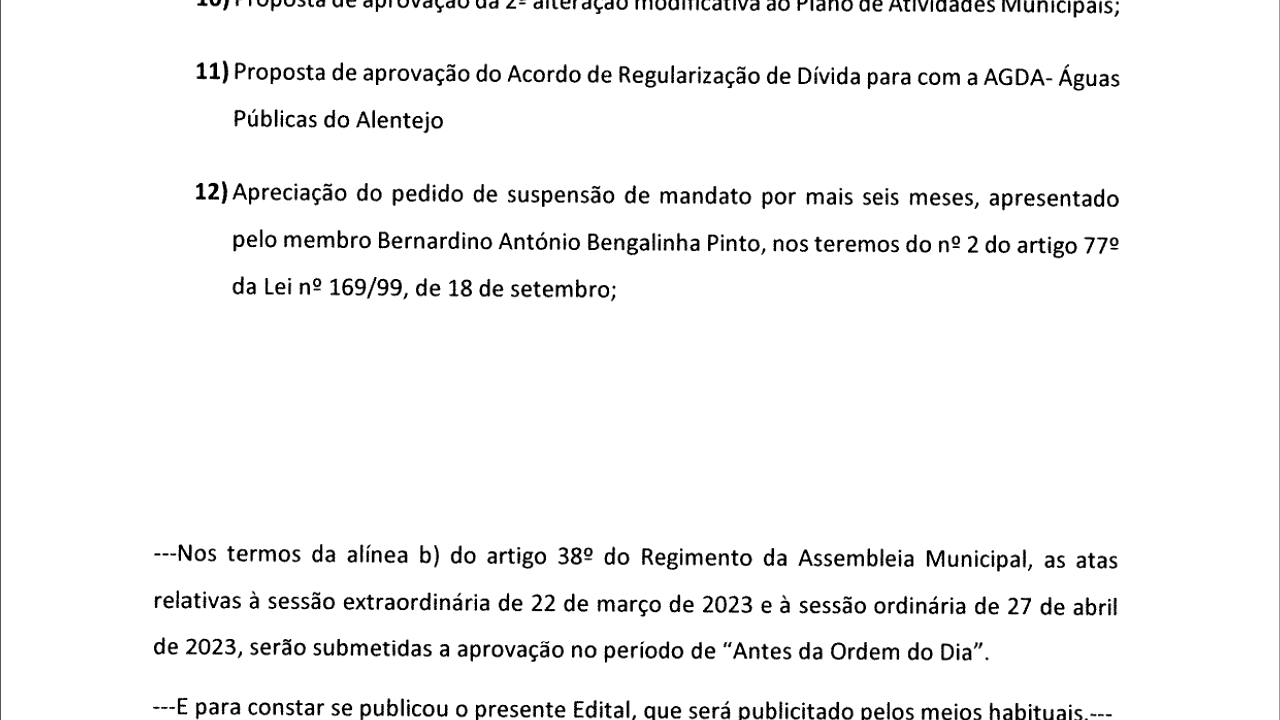 10) Proposta de aprovação da 2ª alteração modificativa ao Plano de Atividades Municipais;
11) Proposta de aprovação do Acordo de Regularização de Dívida para com a AGDA- Águas
Públicas do Alentejo
12) Apreciação do pedido de suspensão de mandato por mais seis meses, apresentado
pelo membro Bernardino António Bengalinha Pinto, nos teremos do nº 2 do artigo 77º
da Lei nº 169/99, de 18 de setembro;
---Nos termos da alínea b) do artigo 38º do Regimento da Assembleia Municipal, as atas
relativas à sessão extraordinária de 22 de março de 2023 e à sessão ordinária de 27 de abril
de 2023, serão submetidas a aprovação no período de “Antes da Ordem do Dia”.
---E para constar se publicou o presente Edital, que será publicitado pelos meios habituais.---